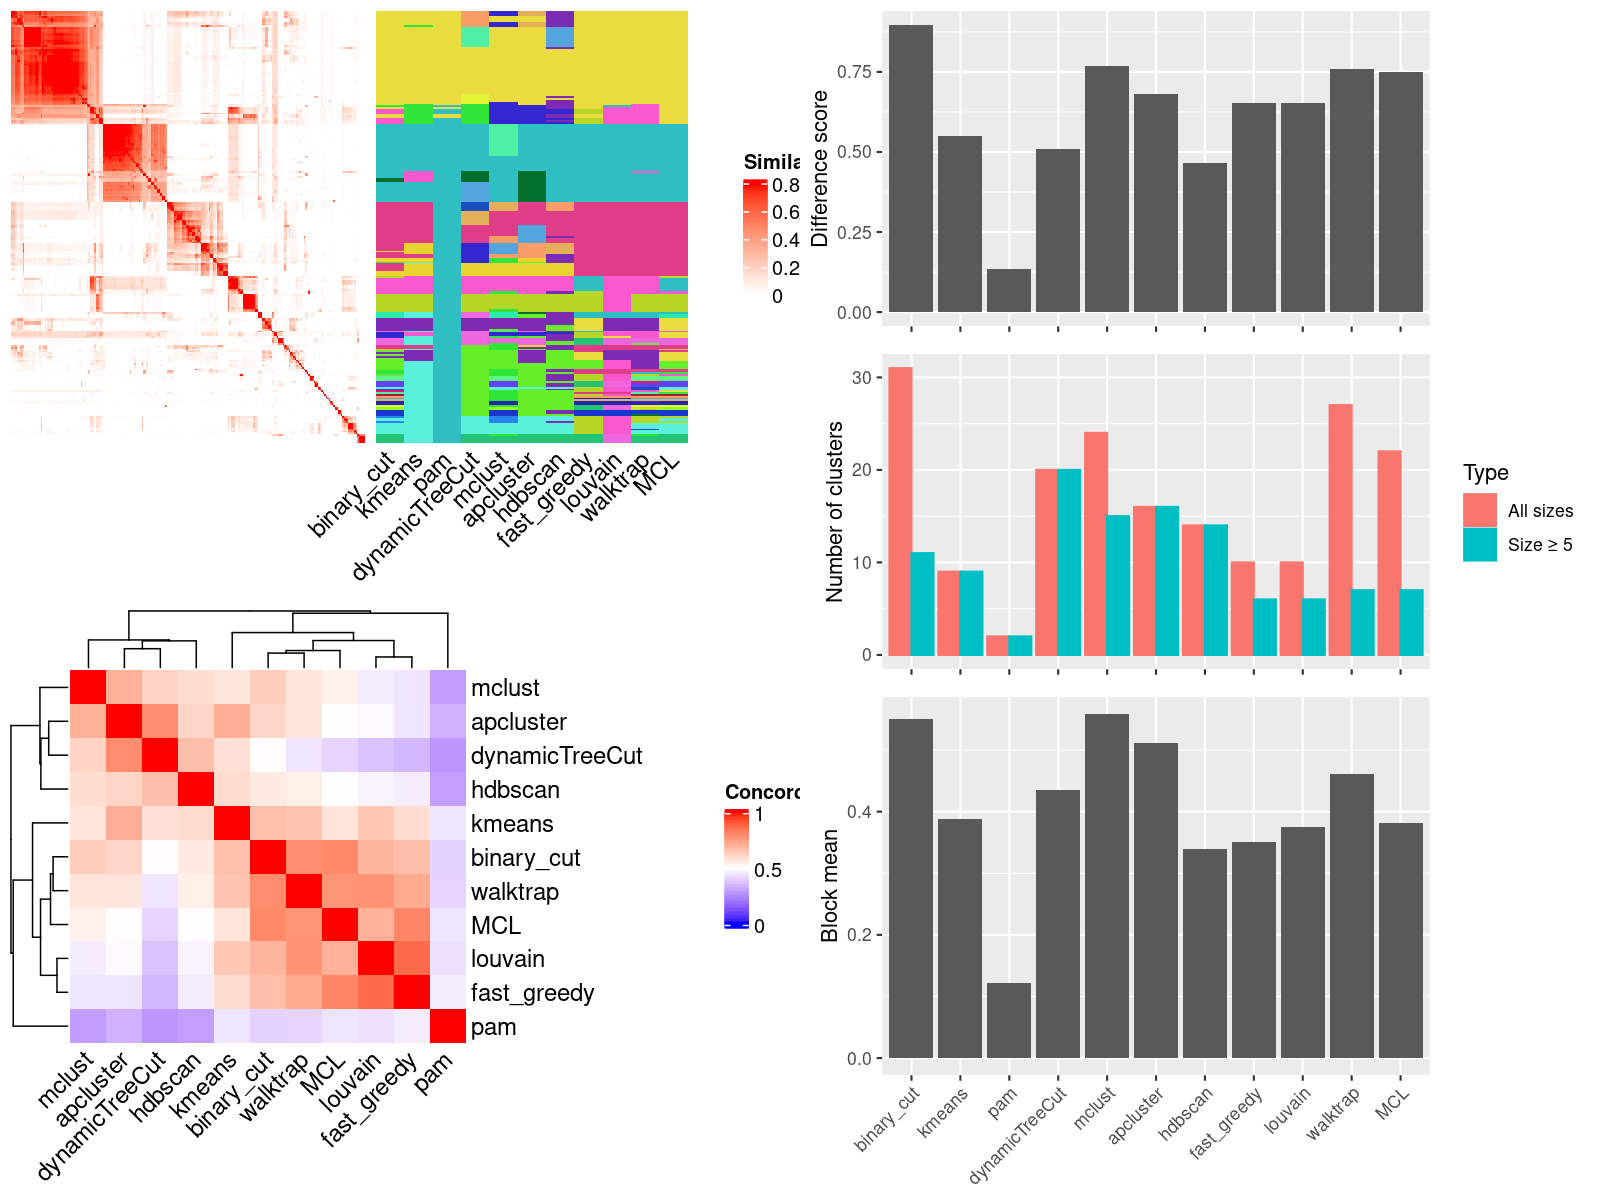 Simila
0.8
0.6
0.4
0.2
0
binary_cut
kmeans
pam
dynamicTreeCut
mclust
apcluster
hdbscan
fast_greedy
louvain
walktrap
MCL
Difference score
0.75
0.50
0.25
0.00
Number of clusters
30
20
10
0
Type
All sizes
Size ≥ 5
mclust
apcluster
dynamicTreeCut
hdbscan
kmeans
binary_cut
walktrap
MCL
louvain
fast_greedy
pam
mclust
apcluster
dynamicTreeCut
hdbscan
kmeans
binary_cut
walktrap
MCL
louvain
fast_greedy
pam
Concord
1
0.5
0
Block mean
0.4
0.2
0.0
binary_cut
kmeans
pam
dynamicTreeCut
mclust
apcluster
hdbscan
fast_greedy
louvain
walktrap
MCL